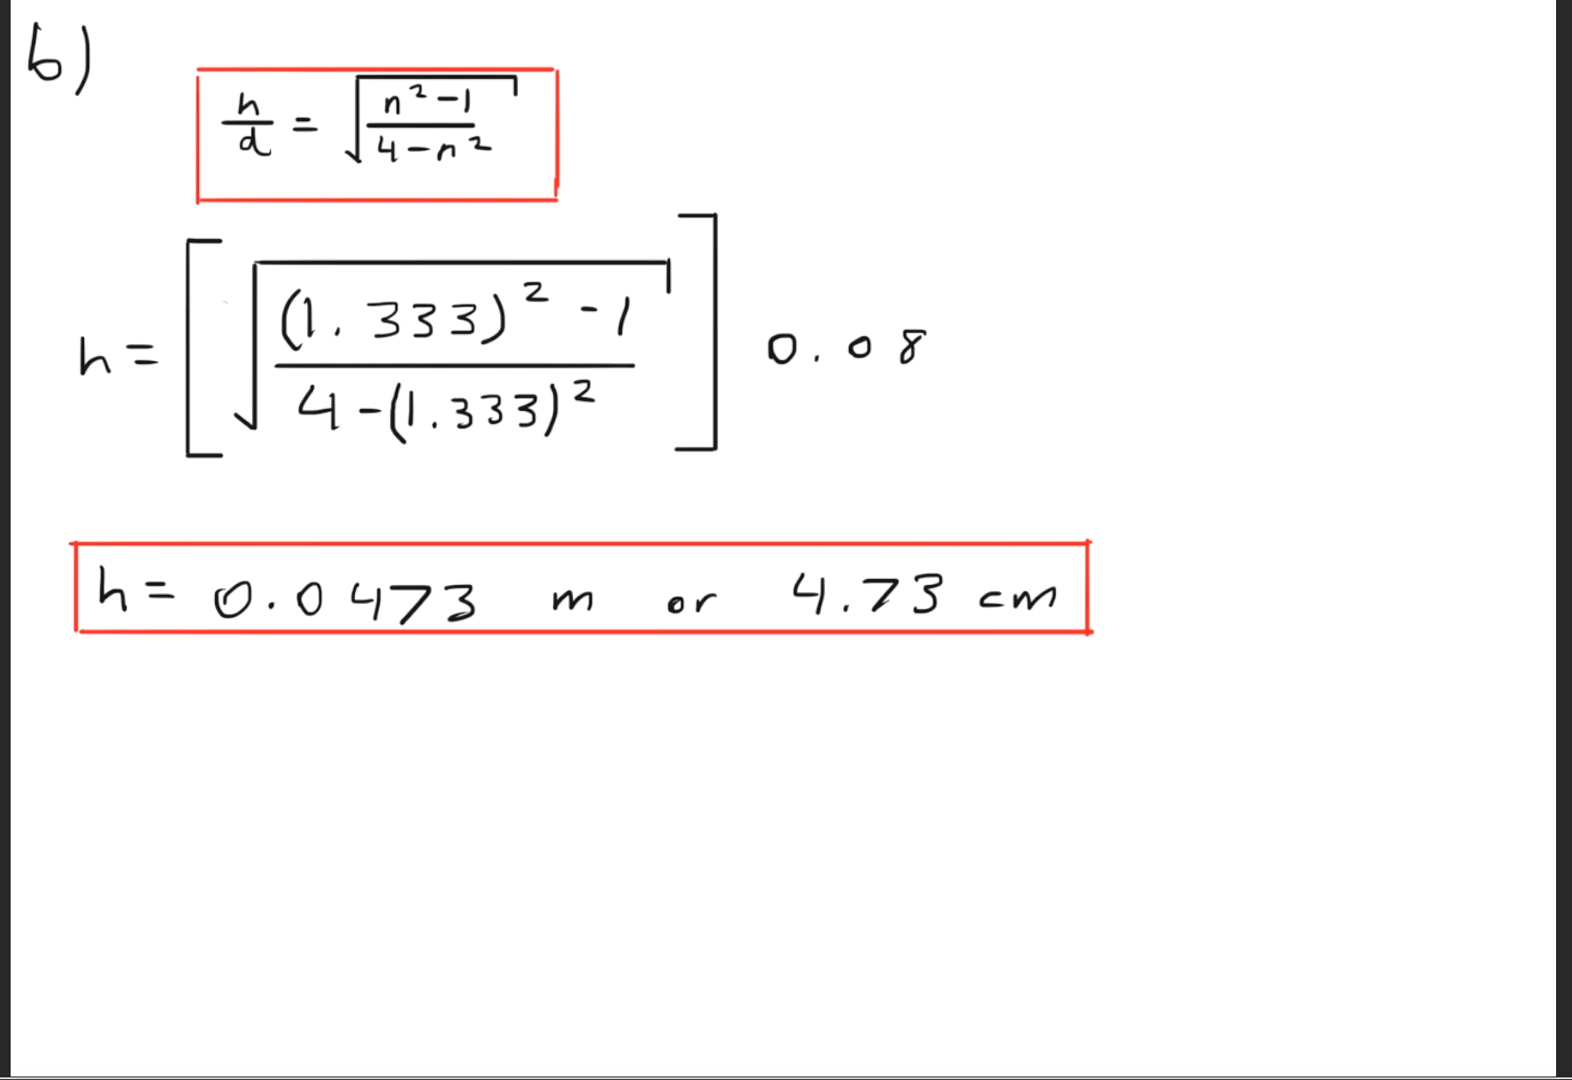 b)
h/d = √((n² - 1)/(4 - n²))
h = [√(((1.333)² - 1)/(4 - (1.333)²))] 0.08
h = 0.0473 m or 4.73 cm